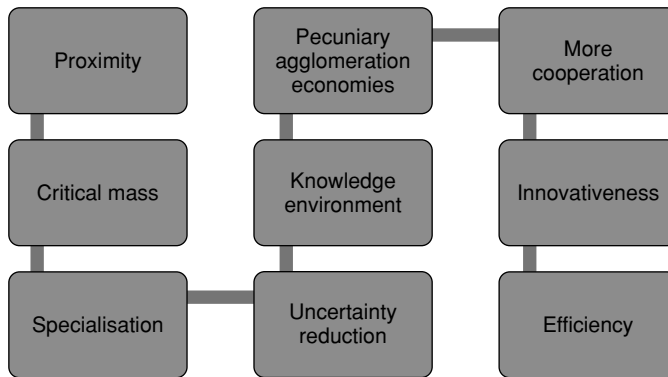 Proximity
Critical mass
Specialisation
Uncertainty
reduction
Knowledge
environment
Pecuniary
agglomeration
economies
More
cooperation
Innovativeness
Efficiency